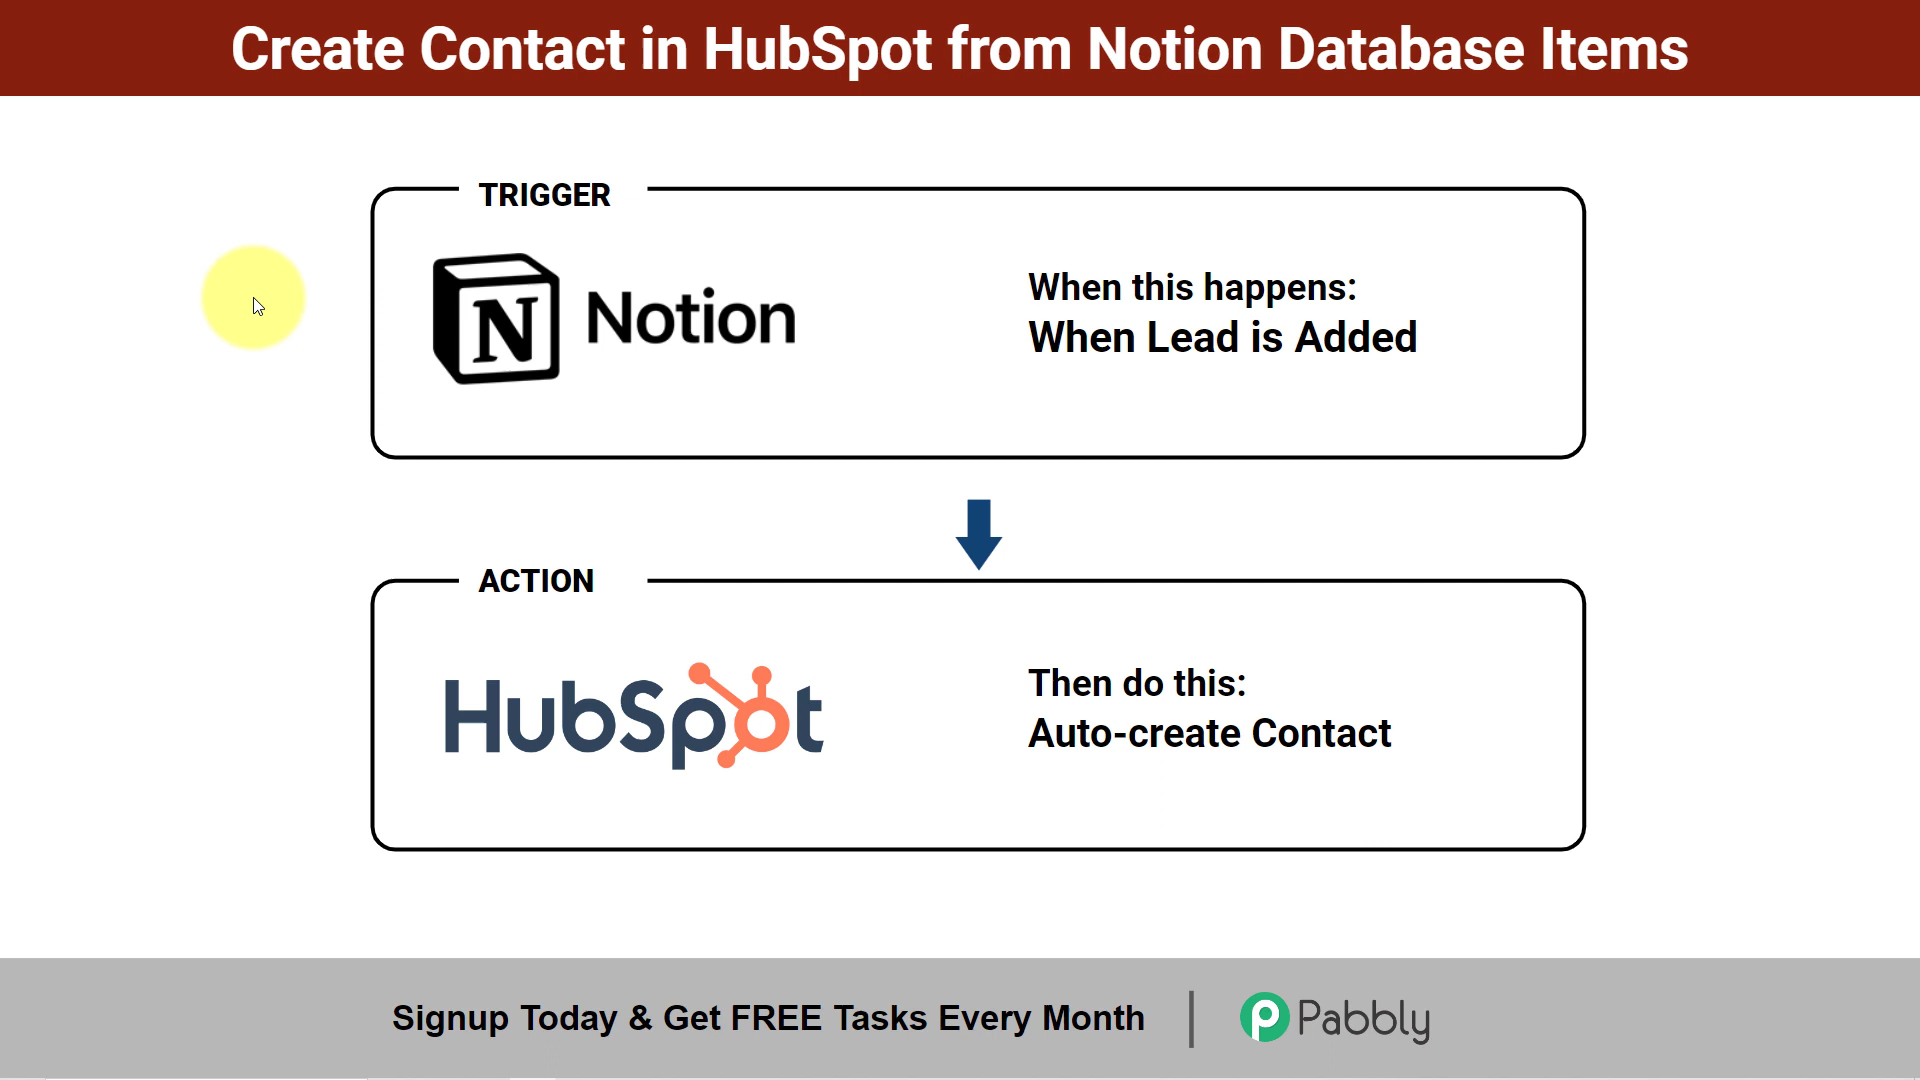 Create Contact in HubSpot from Notion Database Items
TRIGGER
N Notion
When this happens:
When Lead is Added
ACTION
HubSpot
Then do this:
Auto-create Contact
Signup Today & Get FREE Tasks Every Month | Pabbly